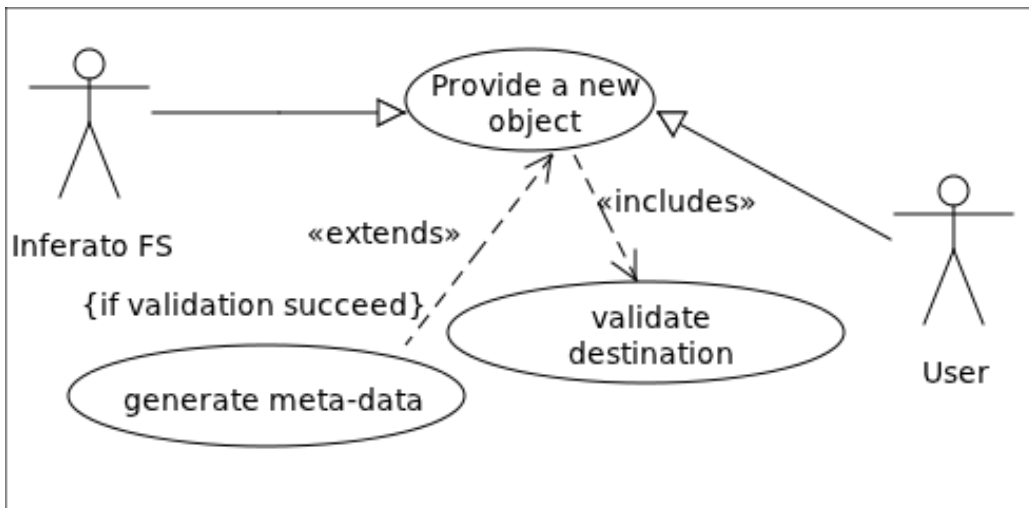 Provide a new
object
«includes»
Inferato FS
«extends»
{if validation succeed}
validate
destination
User
generate meta-data